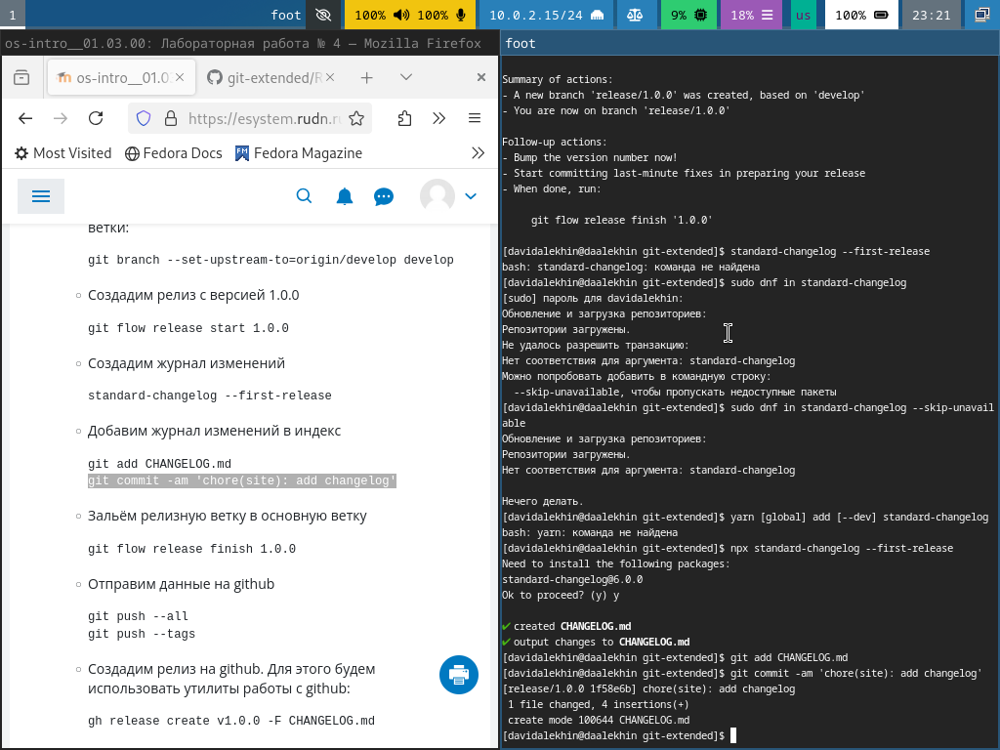 1
foot
100%
100%
10.0.2.15/24
9%
18%
us
100%
23:21
os-intro__01.03.00: Лабораторная работа № 4 — Mozilla Firefox
os-intro__01.0
git-extended/R
https://esystem.rudn.r
Most Visited
Fedora Docs
Fedora Magazine
ветки:
git branch --set-upstream-to=origin/develop develop
Создадим релиз с версией 1.0.0
git flow release start 1.0.0
Создадим журнал изменений
standard-changelog --first-release
Добавим журнал изменений в индекс
git add CHANGELOG.md
git commit -am 'chore(site): add changelog'
Зальём релизную ветку в основную ветку
git flow release finish 1.0.0
Отправим данные на github
git push --all
git push --tags
Создадим релиз на github. Для этого будем
использовать утилиты работы с github:
gh release create v1.0.0 -F CHANGELOG.md
foot
Summary of actions:
- A new branch 'release/1.0.0' was created, based on 'develop'
- You are now on branch 'release/1.0.0'
Follow-up actions:
- Bump the version number now!
- Start committing last-minute fixes in preparing your release
- When done, run:
git flow release finish '1.0.0'
[davidalekhin@daalekhin git-extended]$ standard-changelog --first-release
bash: standard-changelog: команда не найдена
[davidalekhin@daalekhin git-extended]$ sudo dnf in standard-changelog
[sudo] пароль для davidalekhin:
Обновление и загрузка репозиториев:
Репозитории загружены.
Не удалось разрешить транзакцию:
Нет соответствия для аргумента: standard-changelog
Можно попробовать добавить в командную строку:
--skip-unavailable, чтобы пропускать недоступные пакеты
[davidalekhin@daalekhin git-extended]$ sudo dnf in standard-changelog --skip-unavail
able
Обновление и загрузка репозиториев:
Репозитории загружены.
Нет соответствия для аргумента: standard-changelog
Нечего делать.
[davidalekhin@daalekhin git-extended]$ yarn [global] add [--dev] standard-changelog
bash: yarn: команда не найдена
[davidalekhin@daalekhin git-extended]$ npx standard-changelog --first-release
Need to install the following packages:
standard-changelog@6.0.0
Ok to proceed? (y) y
✔ created CHANGELOG.md
✔ output changes to CHANGELOG.md
[davidalekhin@daalekhin git-extended]$ git add CHANGELOG.md
[davidalekhin@daalekhin git-extended]$ git commit -am 'chore(site): add changelog'
[release/1.0.0 1f58e6b] chore(site): add changelog
1 file changed, 4 insertions(+)
create mode 100644 CHANGELOG.md
[davidalekhin@daalekhin git-extended]$